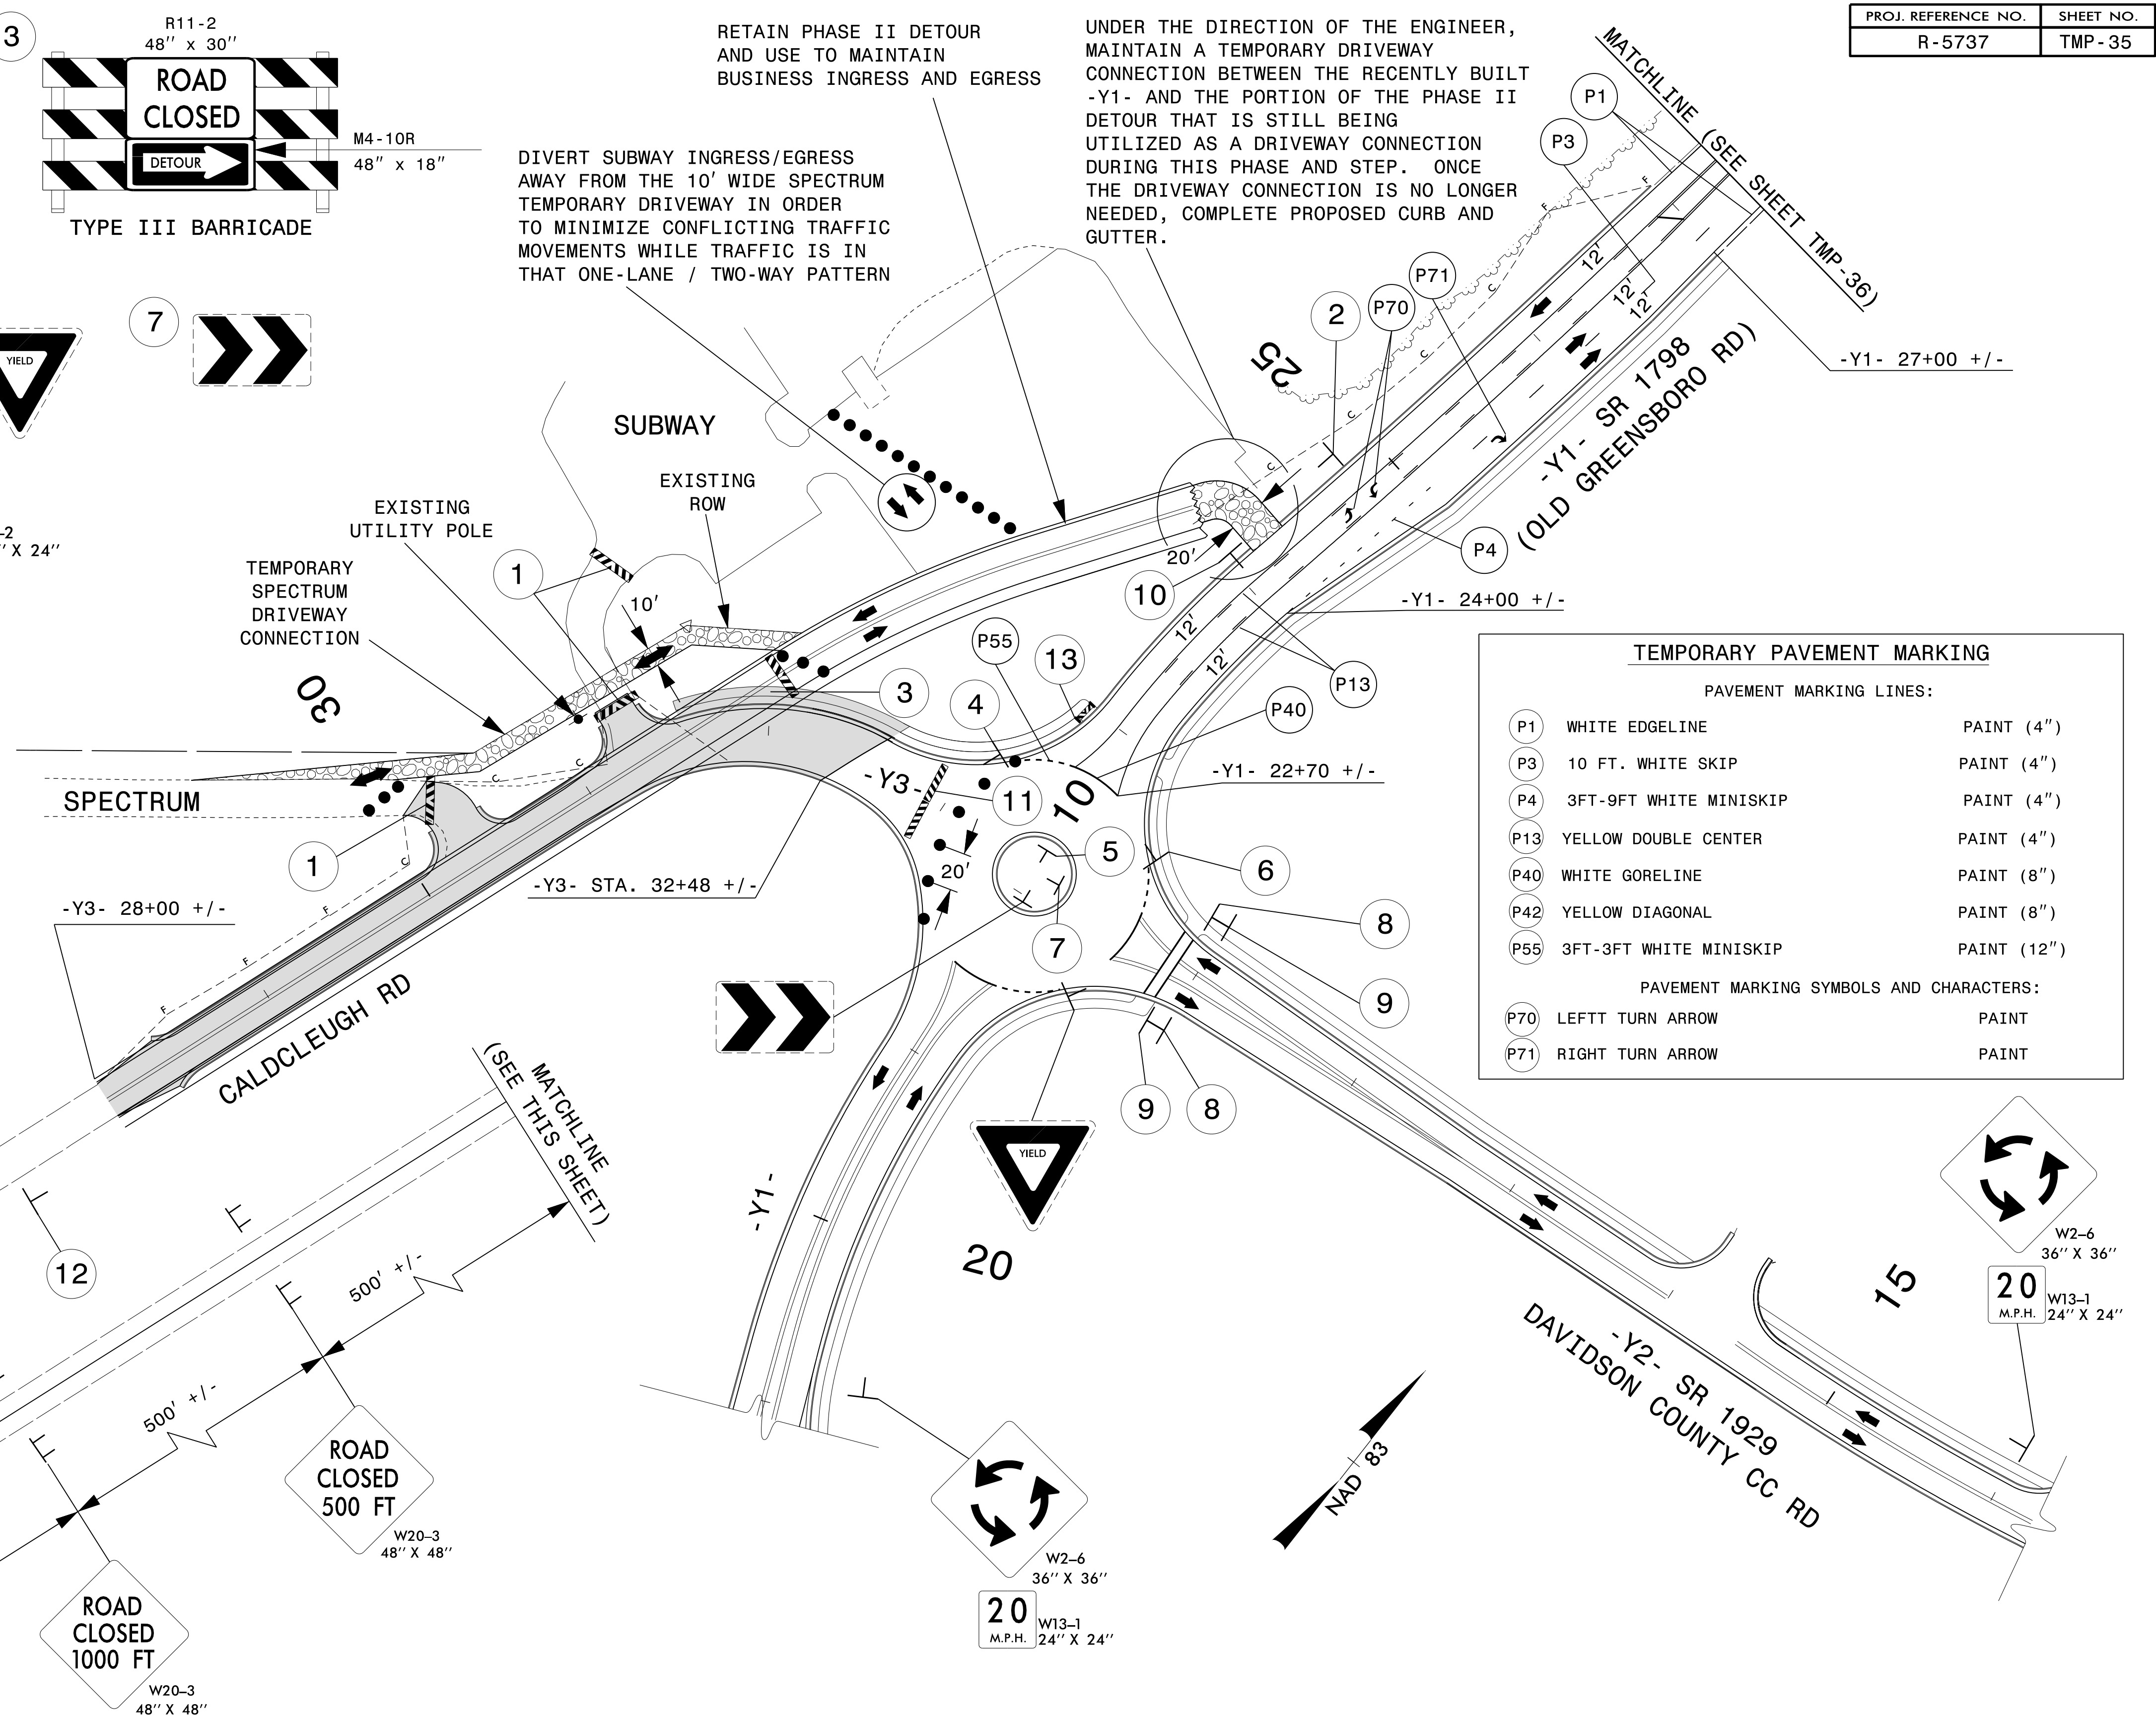 PROJ. REFERENCE NO.
SHEET NO.
R-5737
TMP-35
3
R11-2
48" x 30"
ROAD
CLOSED
DETOUR
M4-10R
48" x 18"
TYPE III BARRICADE
RETAIN PHASE II DETOUR
AND USE TO MAINTAIN
BUSINESS INGRESS AND EGRESS
UNDER THE DIRECTION OF THE ENGINEER,
MAINTAIN A TEMPORARY DRIVEWAY
CONNECTION BETWEEN THE RECENTLY BUILT
-Y1- AND THE PORTION OF THE PHASE II
DETOUR THAT IS STILL BEING
UTILIZED AS A DRIVEWAY CONNECTION
DURING THIS PHASE AND STEP.  ONCE
THE DRIVEWAY CONNECTION IS NO LONGER
NEEDED, COMPLETE PROPOSED CURB AND
GUTTER.
DIVERT SUBWAY INGRESS/EGRESS
AWAY FROM THE 10' WIDE SPECTRUM
TEMPORARY DRIVEWAY IN ORDER
TO MINIMIZE CONFLICTING TRAFFIC
MOVEMENTS WHILE TRAFFIC IS IN
THAT ONE-LANE / TWO-WAY PATTERN
MATCHLINE (SEE SHEET TMP-36)
P1
P3
P71
P70
2
25
12'
12'
12'
F
F
C
C
C
C
-Y1- 27+00 +/-
-Y1- SR 1798
(OLD GREENSBORO RD)
7
YIELD
-2
" X 24"
SUBWAY
EXISTING
ROW
EXISTING
UTILITY POLE
TEMPORARY
SPECTRUM
DRIVEWAY
CONNECTION
1
10'
20'
10
P4
-Y1- 24+00 +/-
P55
13
12'
12'
P13
3
4
P40
-Y1- 22+70 +/-
30
SPECTRUM
C
C
C
F
F
F
1
-Y3-
11
10
5
20'
6
-Y3- STA. 32+48 +/-
-Y3- 28+00 +/-
7
8
9
9
8
CALDCLEUGH RD
MATCHLINE
(SEE THIS SHEET)
YIELD
-Y1-
20
12
500' +/-
500' +/-
ROAD
CLOSED
500 FT
W20-3
48" X 48"
ROAD
CLOSED
1000 FT
W20-3
48" X 48"
W2-6
36" X 36"
20
M.P.H.
W13-1
24" X 24"
NAD 83
-Y2- SR 1929
DAVIDSON COUNTY CC RD
15
W2-6
36" X 36"
20
M.P.H.
W13-1
24" X 24"
TEMPORARY PAVEMENT MARKING
PAVEMENT MARKING LINES:
P1 WHITE EDGELINE PAINT (4")
P3 10 FT. WHITE SKIP PAINT (4")
P4 3FT-9FT WHITE MINISKIP PAINT (4")
P13 YELLOW DOUBLE CENTER PAINT (4")
P40 WHITE GORELINE PAINT (8")
P42 YELLOW DIAGONAL PAINT (8")
P55 3FT-3FT WHITE MINISKIP PAINT (12")
PAVEMENT MARKING SYMBOLS AND CHARACTERS:
P70 LEFTT TURN ARROW PAINT
P71 RIGHT TURN ARROW PAINT